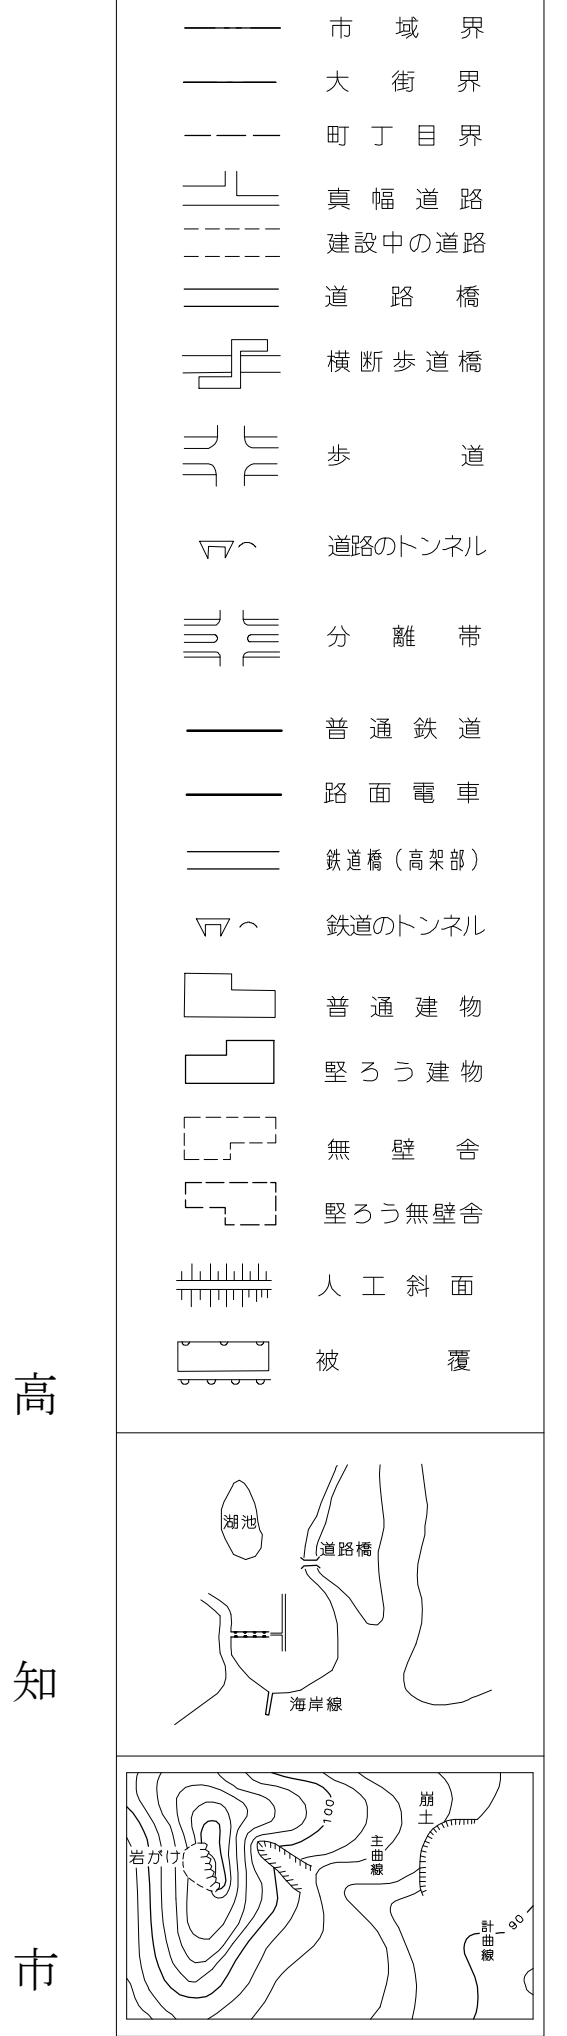 市域界
大街界
町丁目界
真幅道路
建設中の道路
道路橋
横断歩道橋
歩道
道路のトンネル
分離帯
普通鉄道
路面電車
鉄道橋(高架部)
鉄道のトンネル
普通建物
堅ろう建物
無壁舎
堅ろう無壁舎
人工斜面
被覆
湖池
道路橋
海岸線
100
崩土
主曲線
岩がけ
90
計曲線
高知市